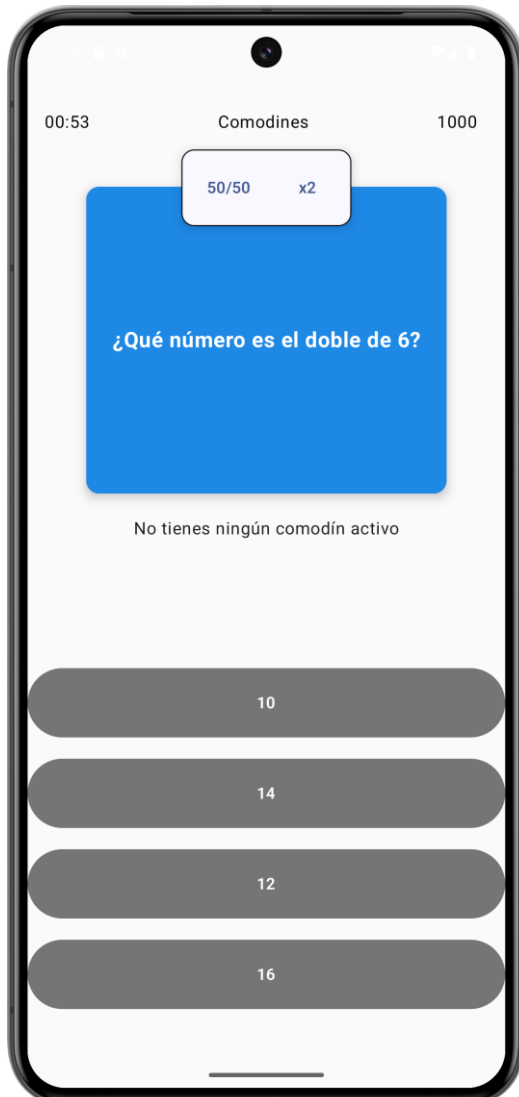 00:53 Comodines 1000
50/50 x2
¿Qué número es el doble de 6?
No tienes ningún comodín activo
10
14
12
16